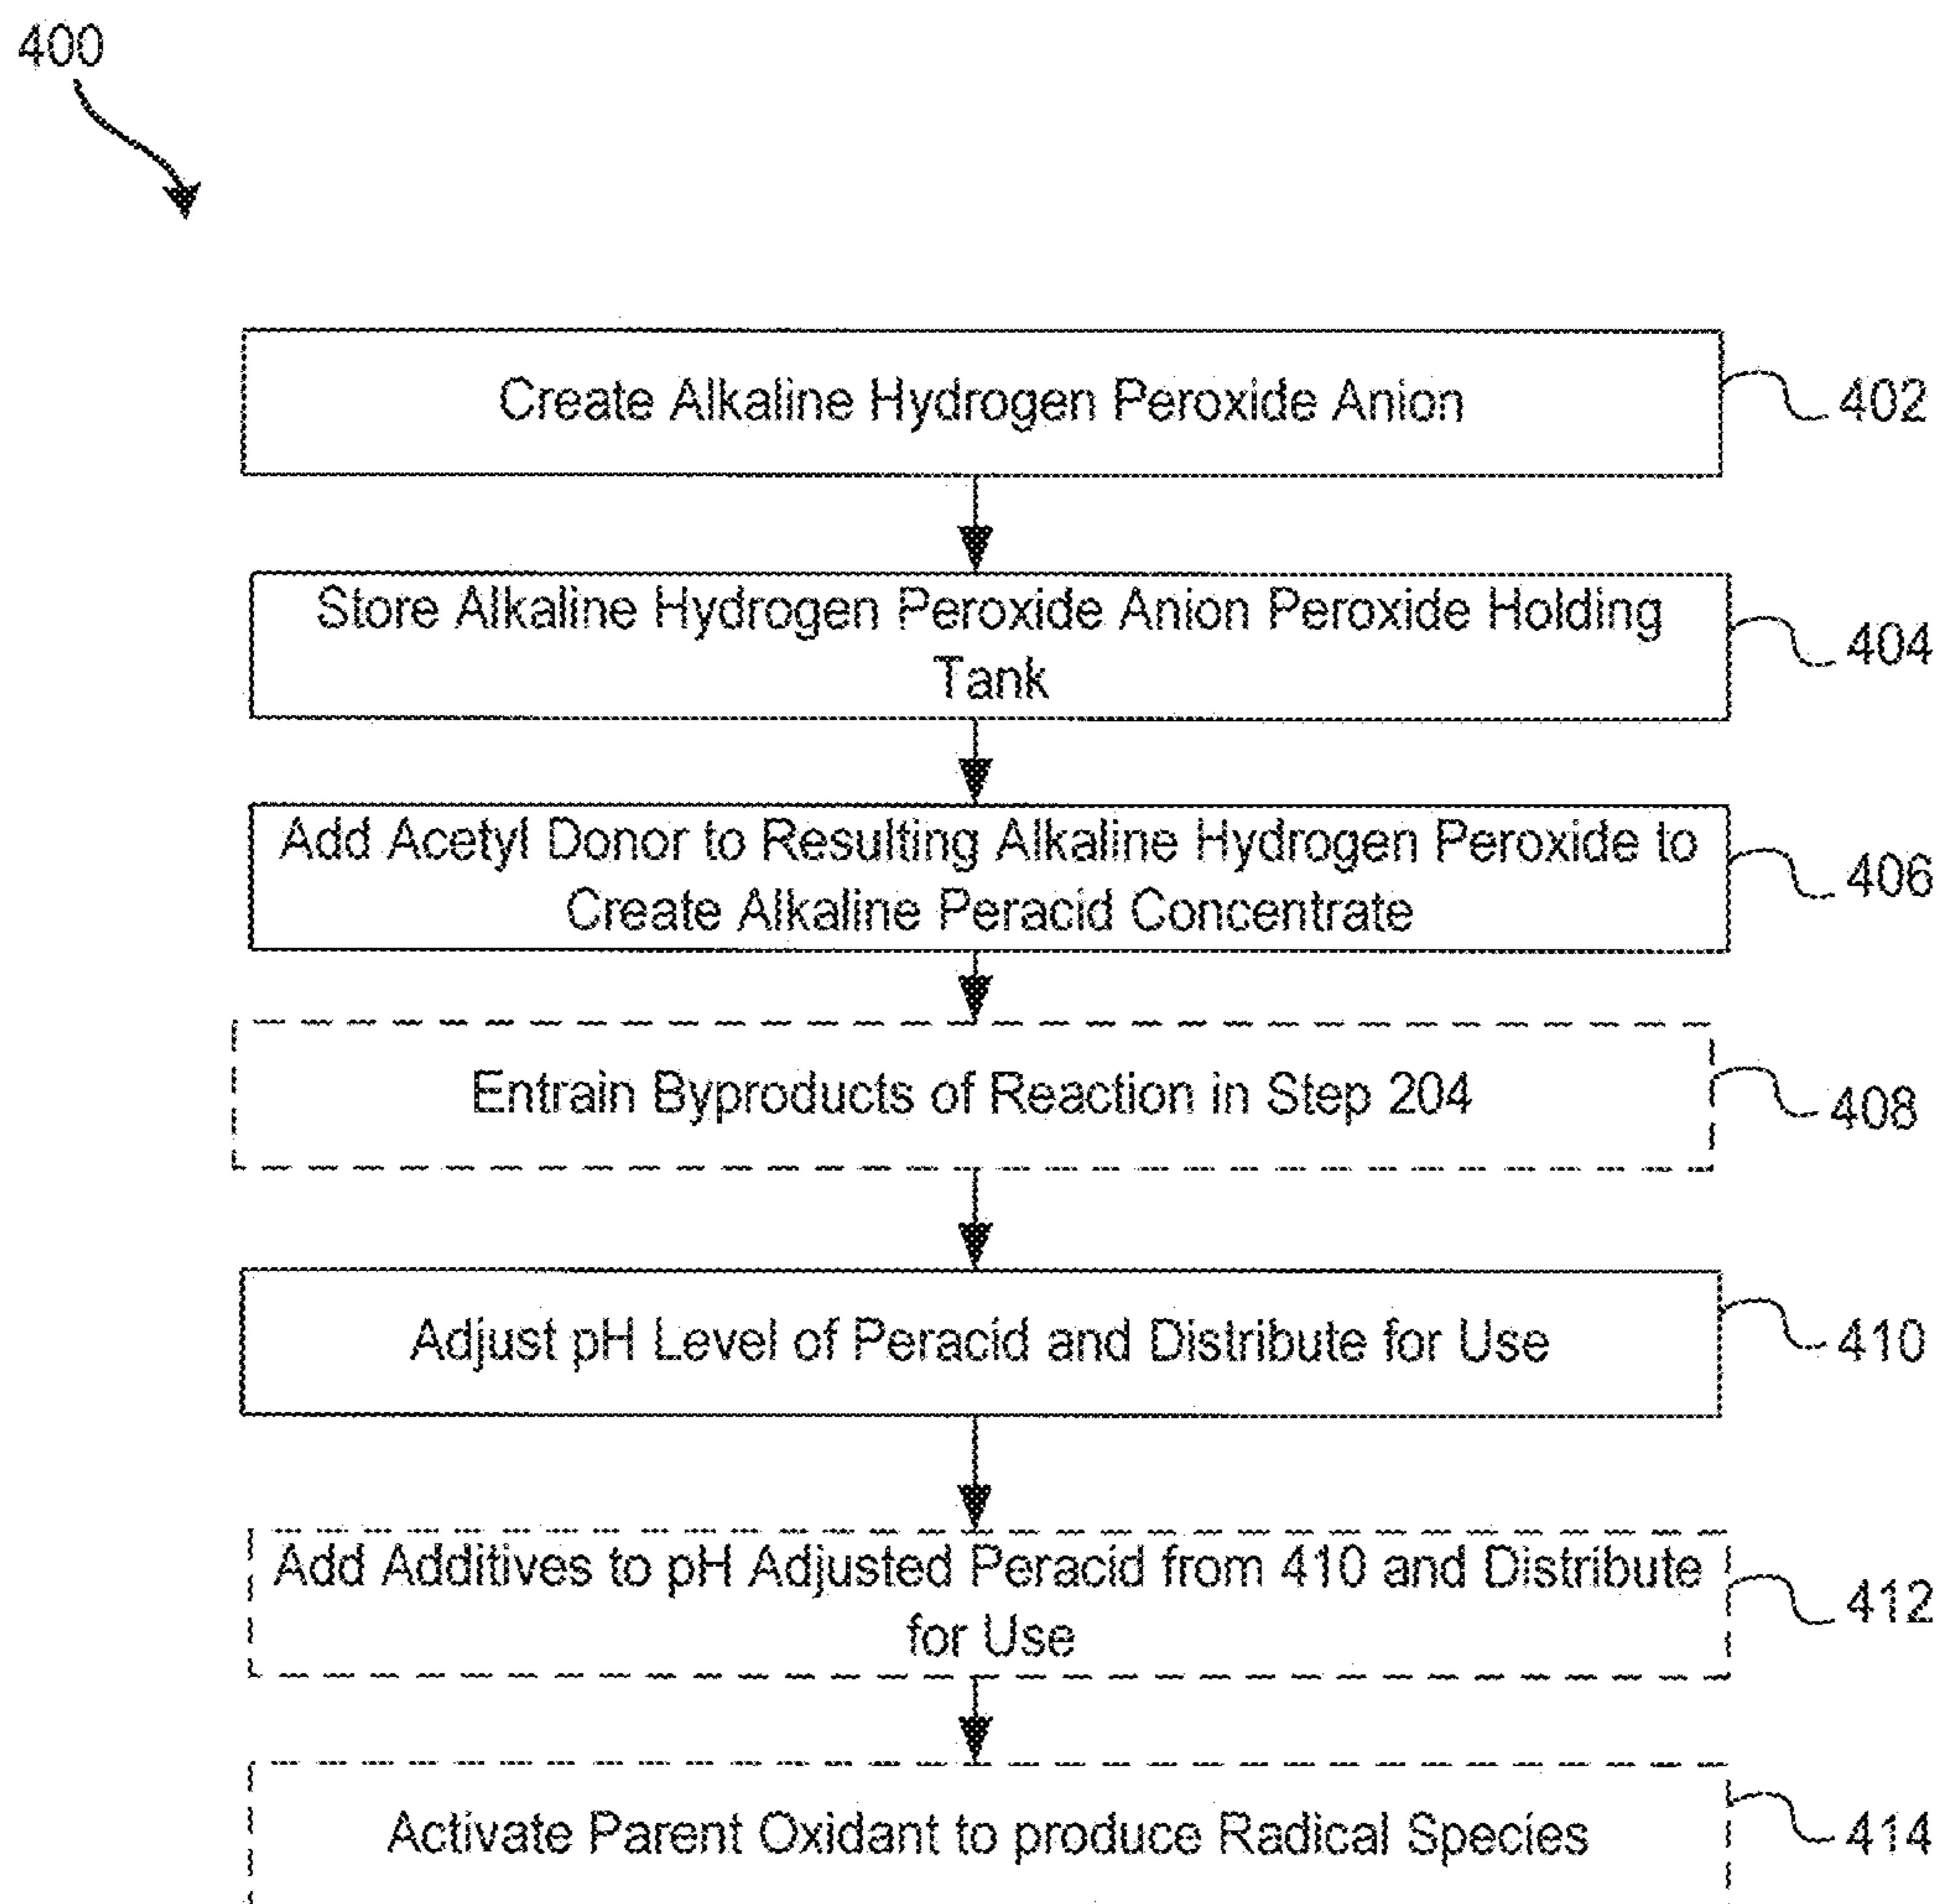 400
Create Alkaline Hydrogen Peroxide Anion
402
Store Alkaline Hydrogen Peroxide Anion Peroxide Holding
Tank
404
Add Acetyl Donor to Resulting Alkaline Hydrogen Peroxide to
Create Alkaline Peracid Concentrate
406
Entrain Byproducts of Reaction in Step 204
408
Adjust pH Level of Peracid and Distribute for Use
410
Add Additives to pH Adjusted Peracid from 410 and Distribute
for Use
412
Activate Parent Oxidant to produce Radical Species
414